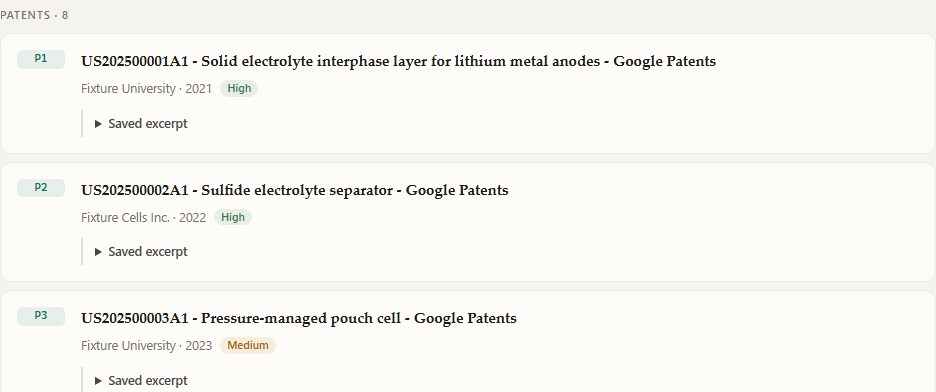 PATENTS · 8
P1
US202500001A1 - Solid electrolyte interphase layer for lithium metal anodes - Google Patents
Fixture University · 2021 High
▶ Saved excerpt
P2
US202500002A1 - Sulfide electrolyte separator - Google Patents
Fixture Cells Inc. · 2022 High
▶ Saved excerpt
P3
US202500003A1 - Pressure-managed pouch cell - Google Patents
Fixture University · 2023 Medium
▶ Saved excerpt